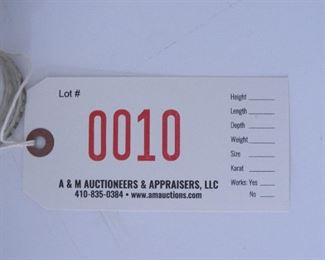 Lot #
0010
Height
Length
Depth
Weight
Size
Karat
Works: Yes
No
A & M AUCTIONEERS & APPRAISERS, LLC
410-835-0384 • www.amauctions.com